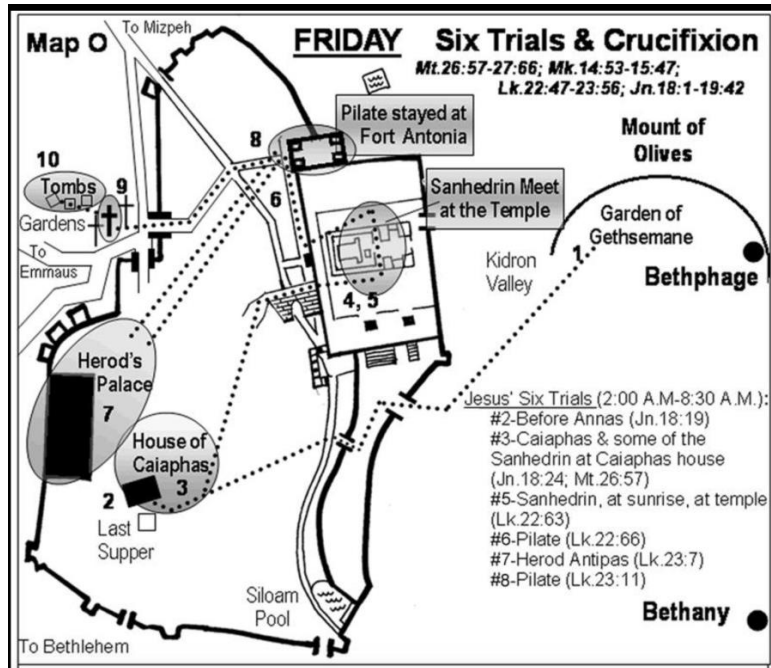 To Mizpeh
Map O
FRIDAY Six Trials & Crucifixion
Mt.26:57-27:66; Mk.14:53-15:47;
Lk.22:47-23:56; Jn.18:1-19:42
Pilate stayed at
Fort Antonia
8
Mount of
Olives
10
Tombs
9
Gardens
6
Sanhedrin Meet
at the Temple
Garden of
Gethsemane
1
To
Emmaus
Kidron
Valley
Bethphage
4, 5
Herod's
Palace
7
House of
Caiaphas
2
3
Last
Supper
Jesus' Six Trials (2:00 A.M-8:30 A.M.):
#2-Before Annas (Jn.18:19)
#3-Caiaphas & some of the
Sanhedrin at Caiaphas house
(Jn.18:24; Mt.26:57)
#5-Sanhedrin, at sunrise, at temple
(Lk.22:63)
#6-Pilate (Lk.22:66)
#7-Herod Antipas (Lk.23:7)
#8-Pilate (Lk.23:11)
Siloam
Pool
Bethany
To Bethlehem